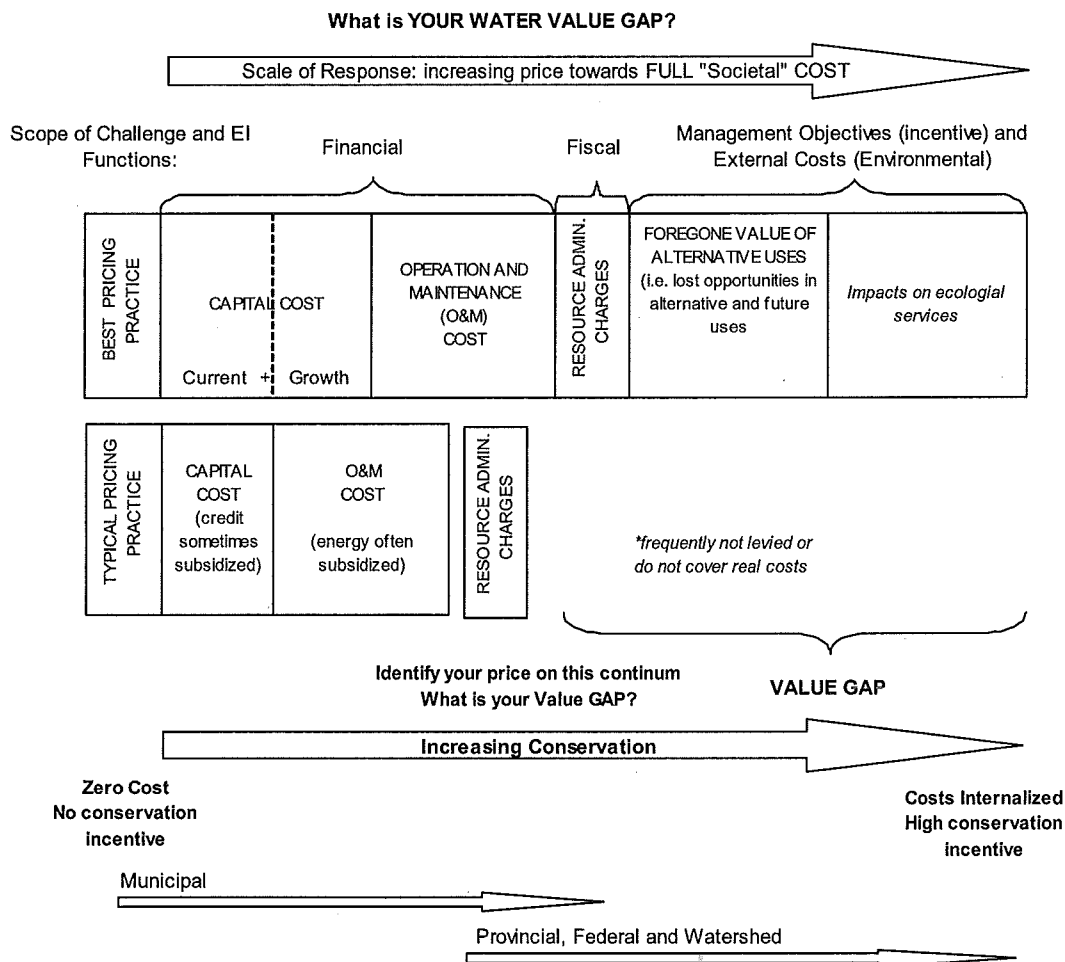 What is YOUR WATER VALUE GAP?
Scale of Response: increasing price towards FULL "Societal" COST
Scope of Challenge and EI
Functions:
Financial
Fiscal
Management Objectives (incentive) and
External Costs (Environmental)
BEST PRICING
PRACTICE
CAPITAL COST
Current + Growth
OPERATION AND
MAINTENANCE
(O&M)
COST
RESOURCE ADMIN.
CHARGES
FOREGONE VALUE OF
ALTERNATIVE USES
(i.e. lost opportunities in
alternative and future
uses
Impacts on ecologial
services
TYPICAL PRICING
PRACTICE
CAPITAL
COST
(credit
sometimes
subsidized)
O&M
COST
(energy often
subsidized)
RESOURCE ADMIN.
CHARGES
*frequently not levied or
do not cover real costs
Identify your price on this continum
What is your Value GAP?
VALUE GAP
Increasing Conservation
Zero Cost
No conservation
incentive
Costs Internalized
High conservation
incentive
Municipal
Provincial, Federal and Watershed